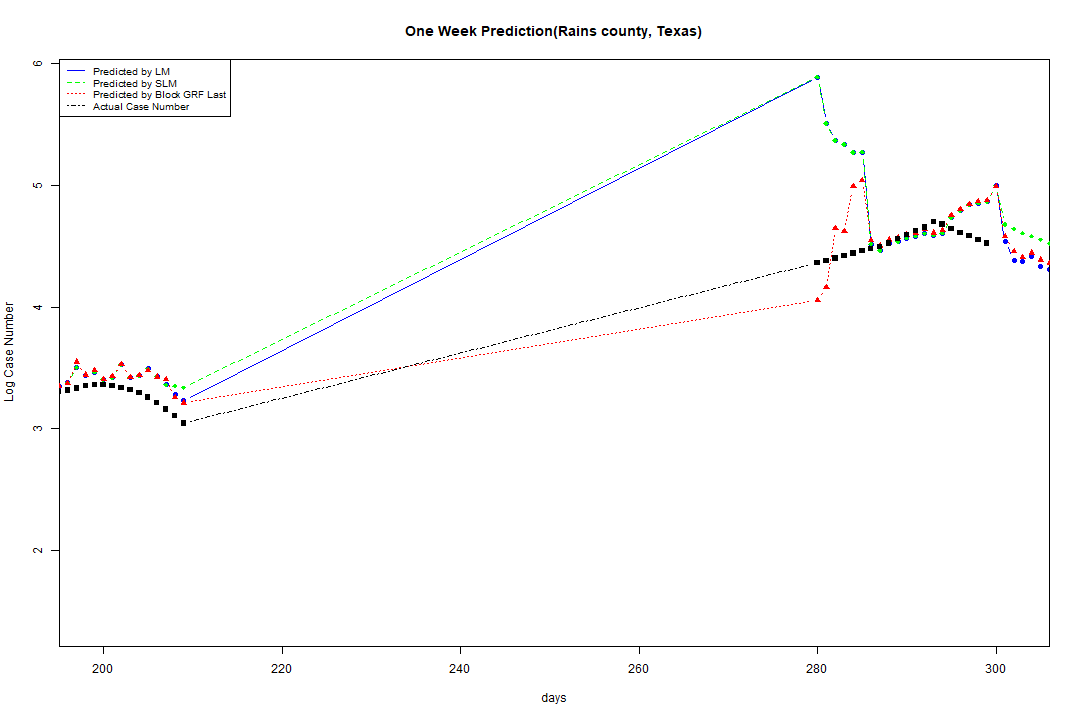 One Week Prediction(Rains county, Texas)
Predicted by LM
Predicted by SLM
Predicted by Block GRF Last
Actual Case Number
6
5
4
3
2
Log Case Number
200 220 240 260 280 300
days